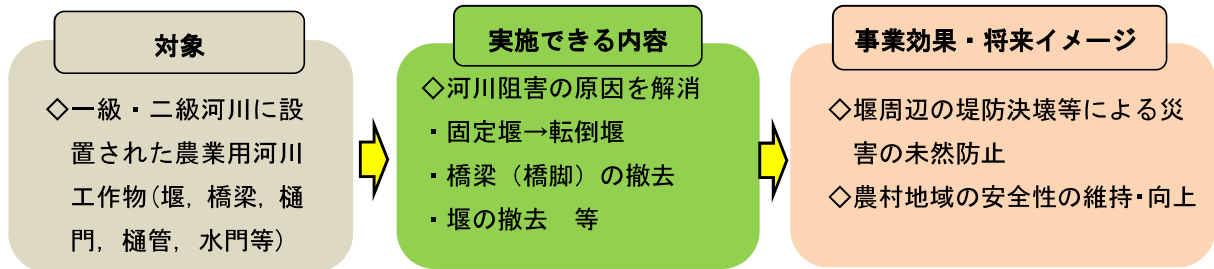 対象
◇一級・二級河川に設
置された農業用河川
工作物(堰，橋梁，樋
門，樋管，水門等)
実施できる内容
◇河川阻害の原因を解消
・固定堰→転倒堰
・橋梁（橋脚）の撤去
・堰の撤去　等
事業効果・将来イメージ
◇堰周辺の堤防決壊等による災
害の未然防止
◇農村地域の安全性の維持・向上